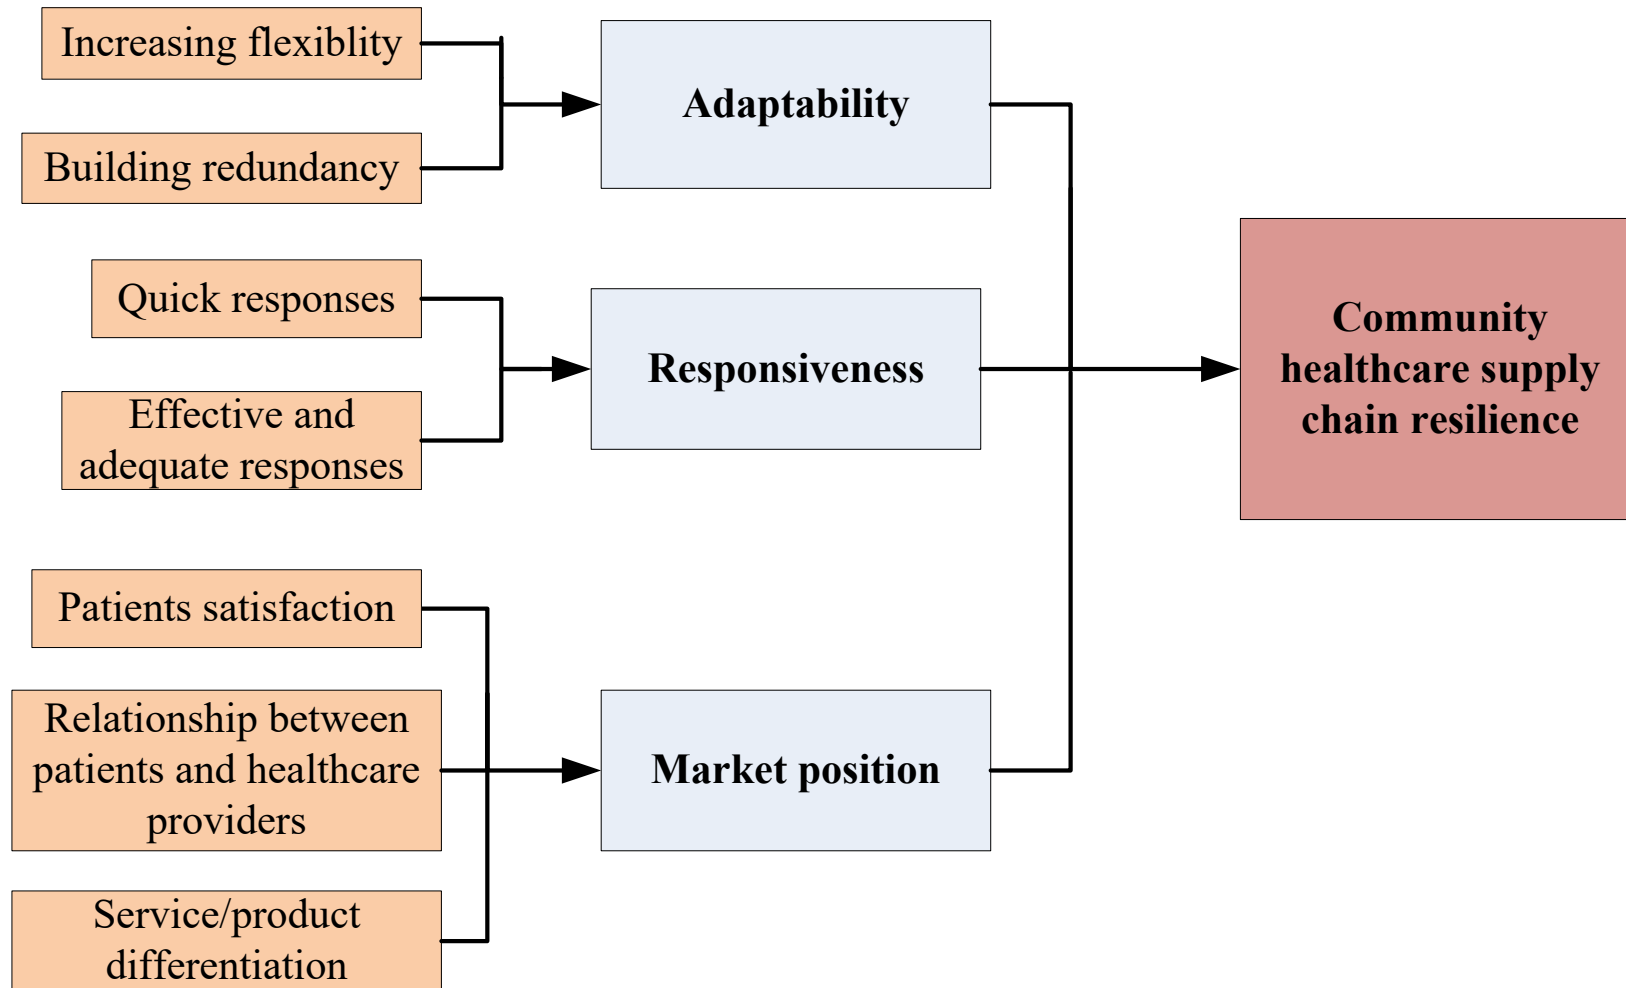 Increasing flexiblity
Building redundancy
Adaptability
Quick responses
Effective and
adequate responses
Responsiveness
Patients satisfaction
Relationship between
patients and healthcare
providers
Service/product
differentiation
Market position
Community
healthcare supply
chain resilience